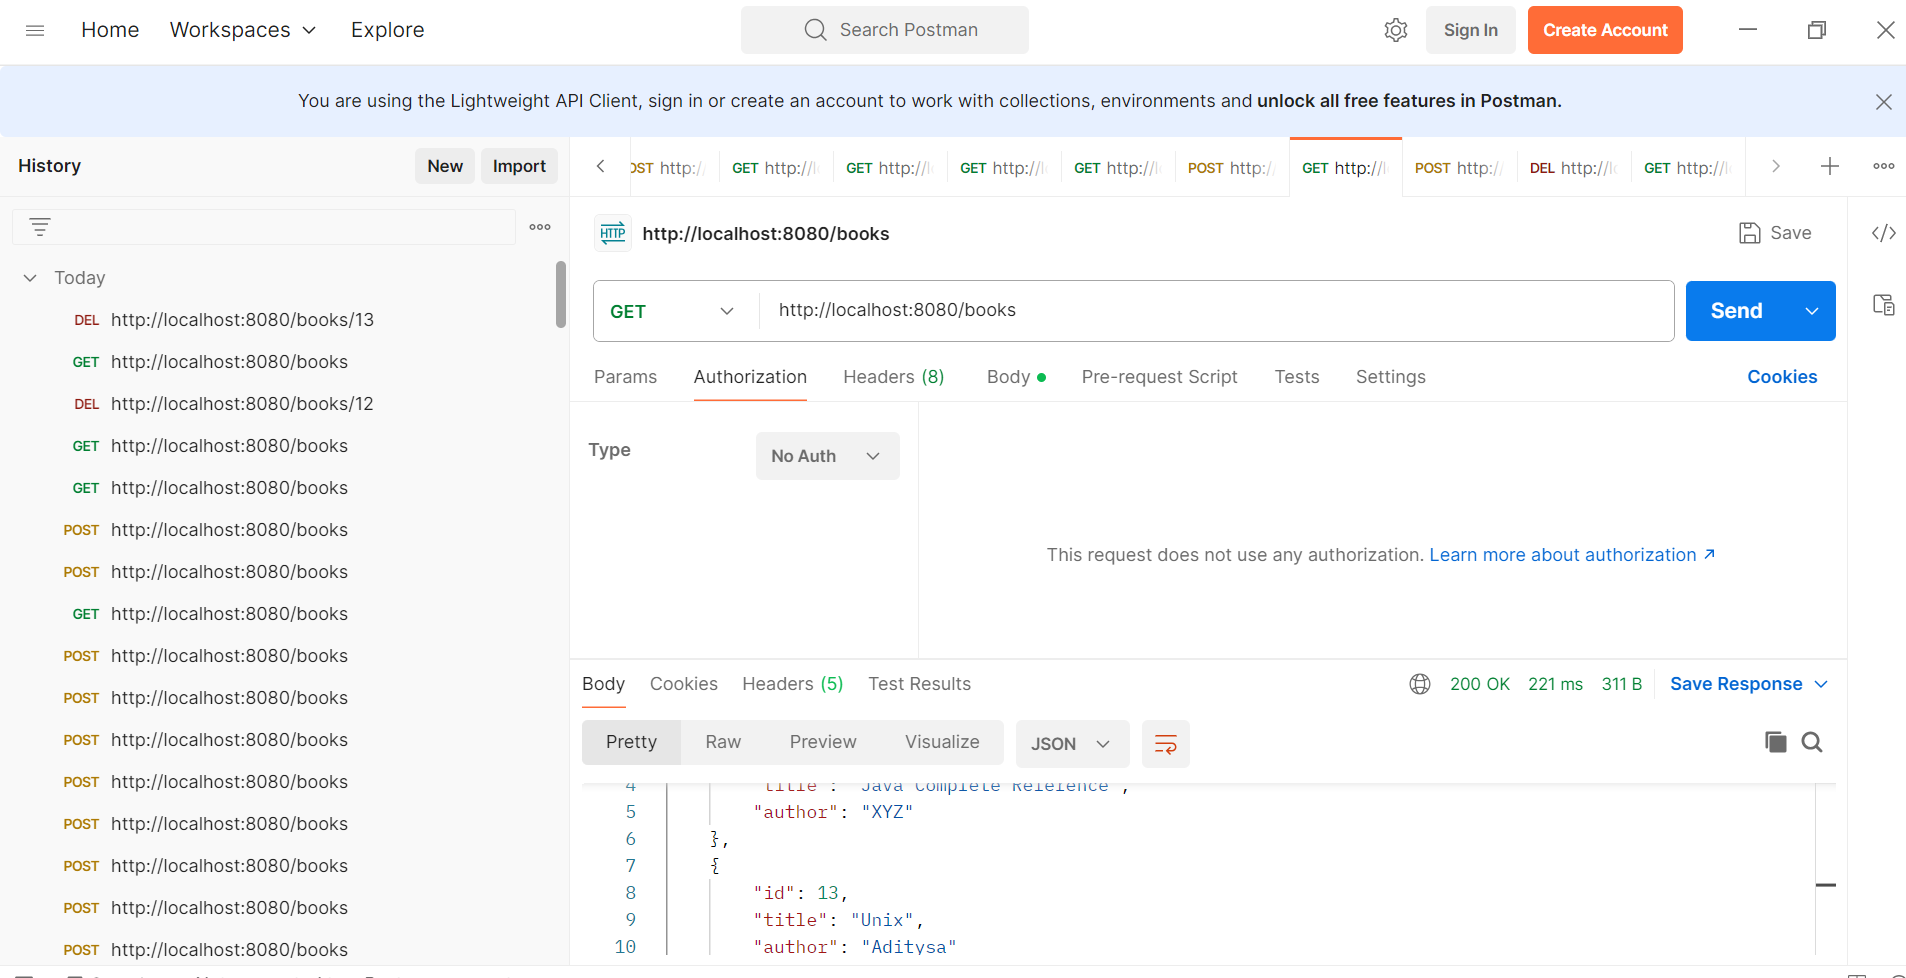 Home Workspaces Explore Search Postman Sign In Create Account
You are using the Lightweight API Client, sign in or create an account to work with collections, environments and unlock all free features in Postman.
History New Import
OST http:/ GET http://l GET http://l GET http://l GET http://l POST http:/ GET http://l POST http:// DEL http://lo GET http://l
HTTP http://localhost:8080/books Save
GET http://localhost:8080/books Send
Params Authorization Headers (8) Body Pre-request Script Tests Settings Cookies
Type No Auth
This request does not use any authorization. Learn more about authorization
Today
DEL http://localhost:8080/books/13
GET http://localhost:8080/books
DEL http://localhost:8080/books/12
GET http://localhost:8080/books
GET http://localhost:8080/books
POST http://localhost:8080/books
POST http://localhost:8080/books
GET http://localhost:8080/books
POST http://localhost:8080/books
POST http://localhost:8080/books
POST http://localhost:8080/books
POST http://localhost:8080/books
POST http://localhost:8080/books
POST http://localhost:8080/books
POST http://localhost:8080/books
POST http://localhost:8080/books
Body Cookies Headers (5) Test Results 200 OK 221 ms 311 B Save Response
Pretty Raw Preview Visualize JSON
4 "title": "Java Complete Reference",
5 "author": "XYZ"
6 },
7 {
8 "id": 13,
9 "title": "Unix",
10 "author": "Aditysa"